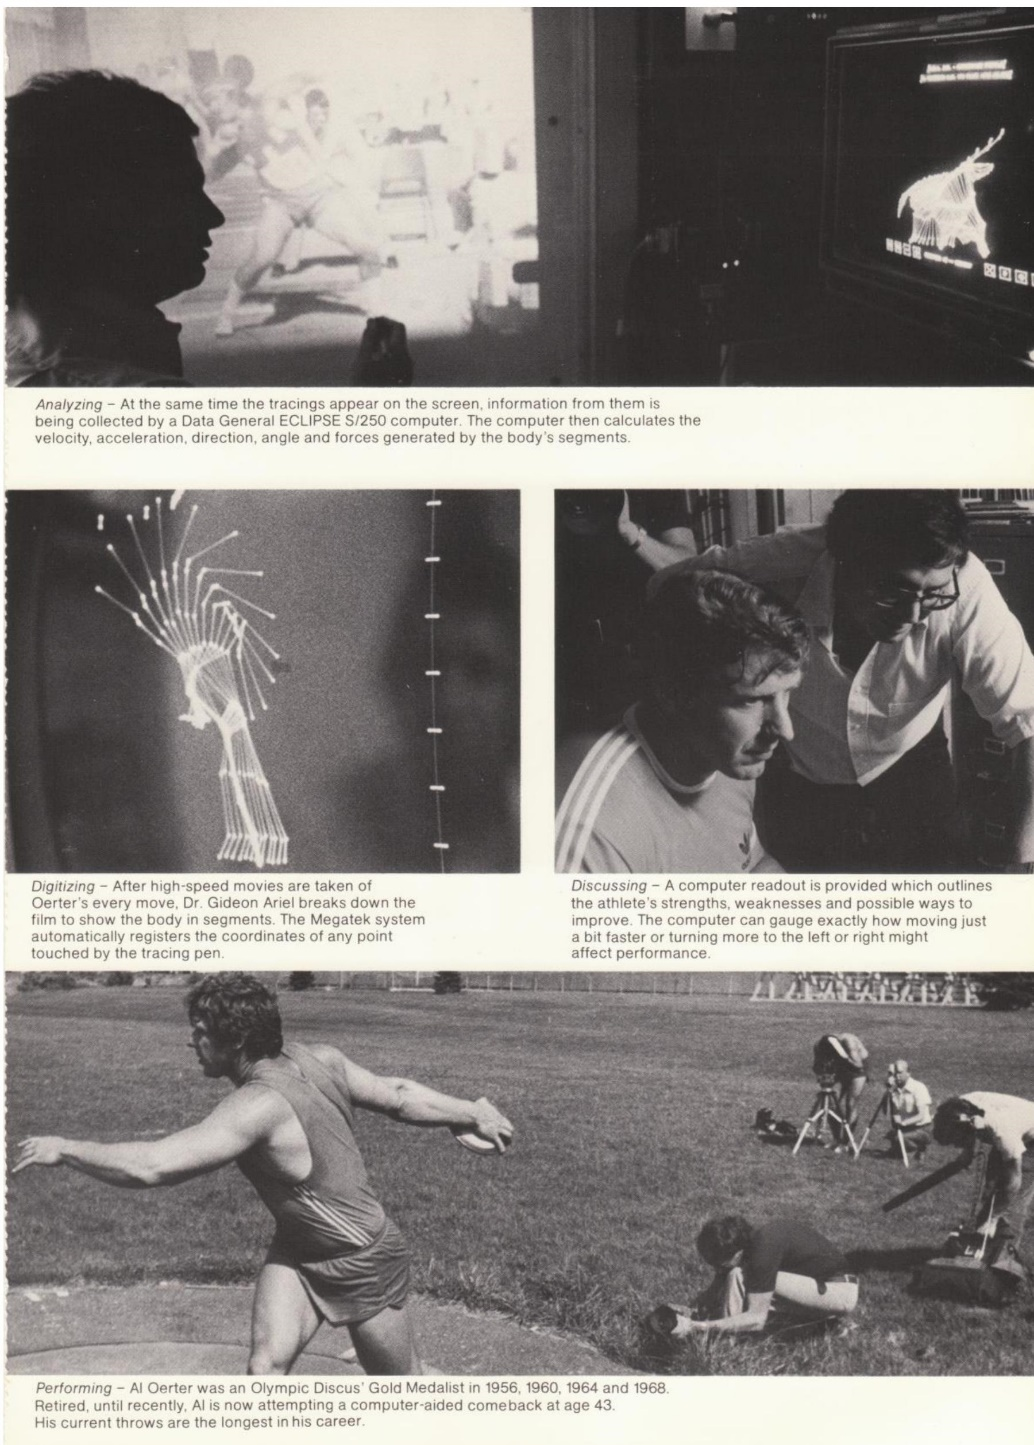 Analyzing – At the same time the tracings appear on the screen, information from them is
being collected by a Data General ECLIPSE S/250 computer. The computer then calculates the
velocity, acceleration, direction, angle and forces generated by the body's segments.
Digitizing – After high-speed movies are taken of
Oerter's every move, Dr. Gideon Ariel breaks down the
film to show the body in segments. The Megatek system
automatically registers the coordinates of any point
touched by the tracing pen.
Discussing – A computer readout is provided which outlines
the athlete's strengths, weaknesses and possible ways to
improve. The computer can gauge exactly how moving just
a bit faster or turning more to the left or right might
affect performance.
Performing – Al Oerter was an Olympic Discus' Gold Medalist in 1956, 1960, 1964 and 1968.
Retired, until recently, Al is now attempting a computer-aided comeback at age 43.
His current throws are the longest in his career.